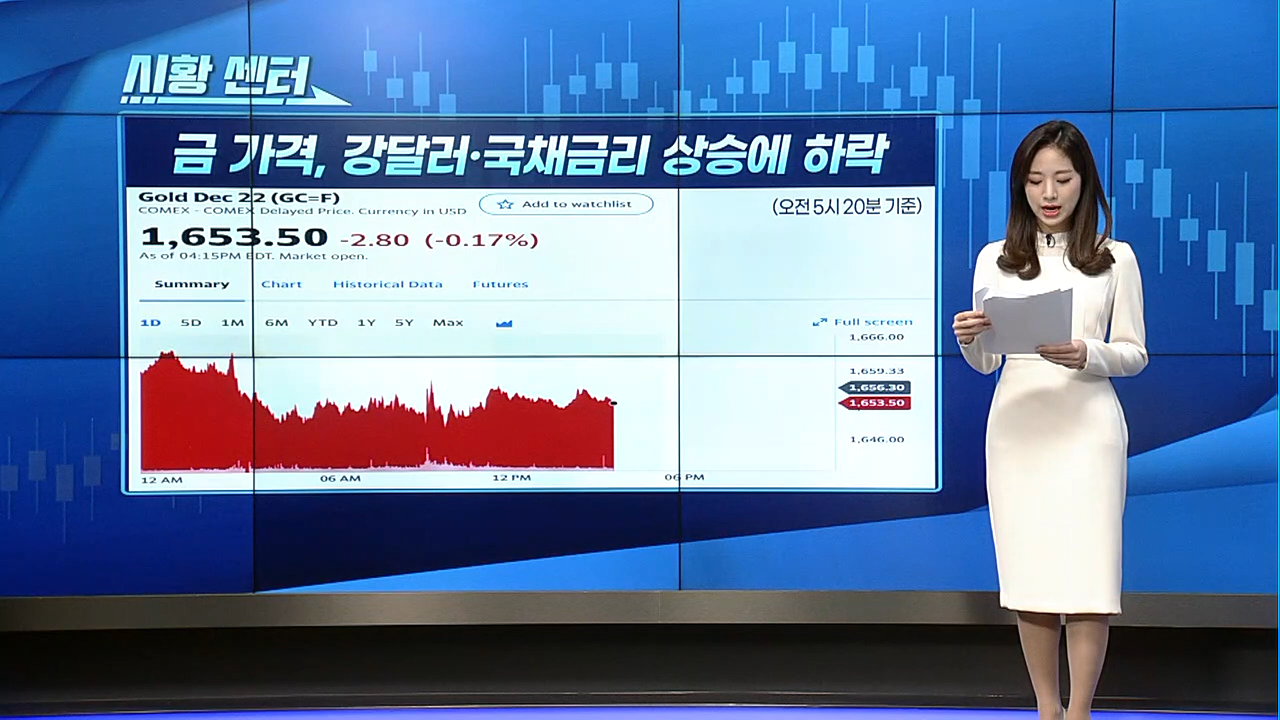 시황 센터
금 가격, 강달러·국채금리 상승에 하락
Gold Dec 22 (GC=F)
COMEX - COMEX Delayed Price. Currency in USD
Add to watchlist
(오전 5시 20분 기준)
1,653.50 -2.80 (-0.17%)
As of 04:15PM EDT. Market open.
Summary Chart Historical Data Futures
1D 5D 1M 6M YTD 1Y 5Y Max
Full screen
1,666.00
1,659.33
1,656.30
1,653.50
1,646.00
12 AM 06 AM 12 PM 06 PM